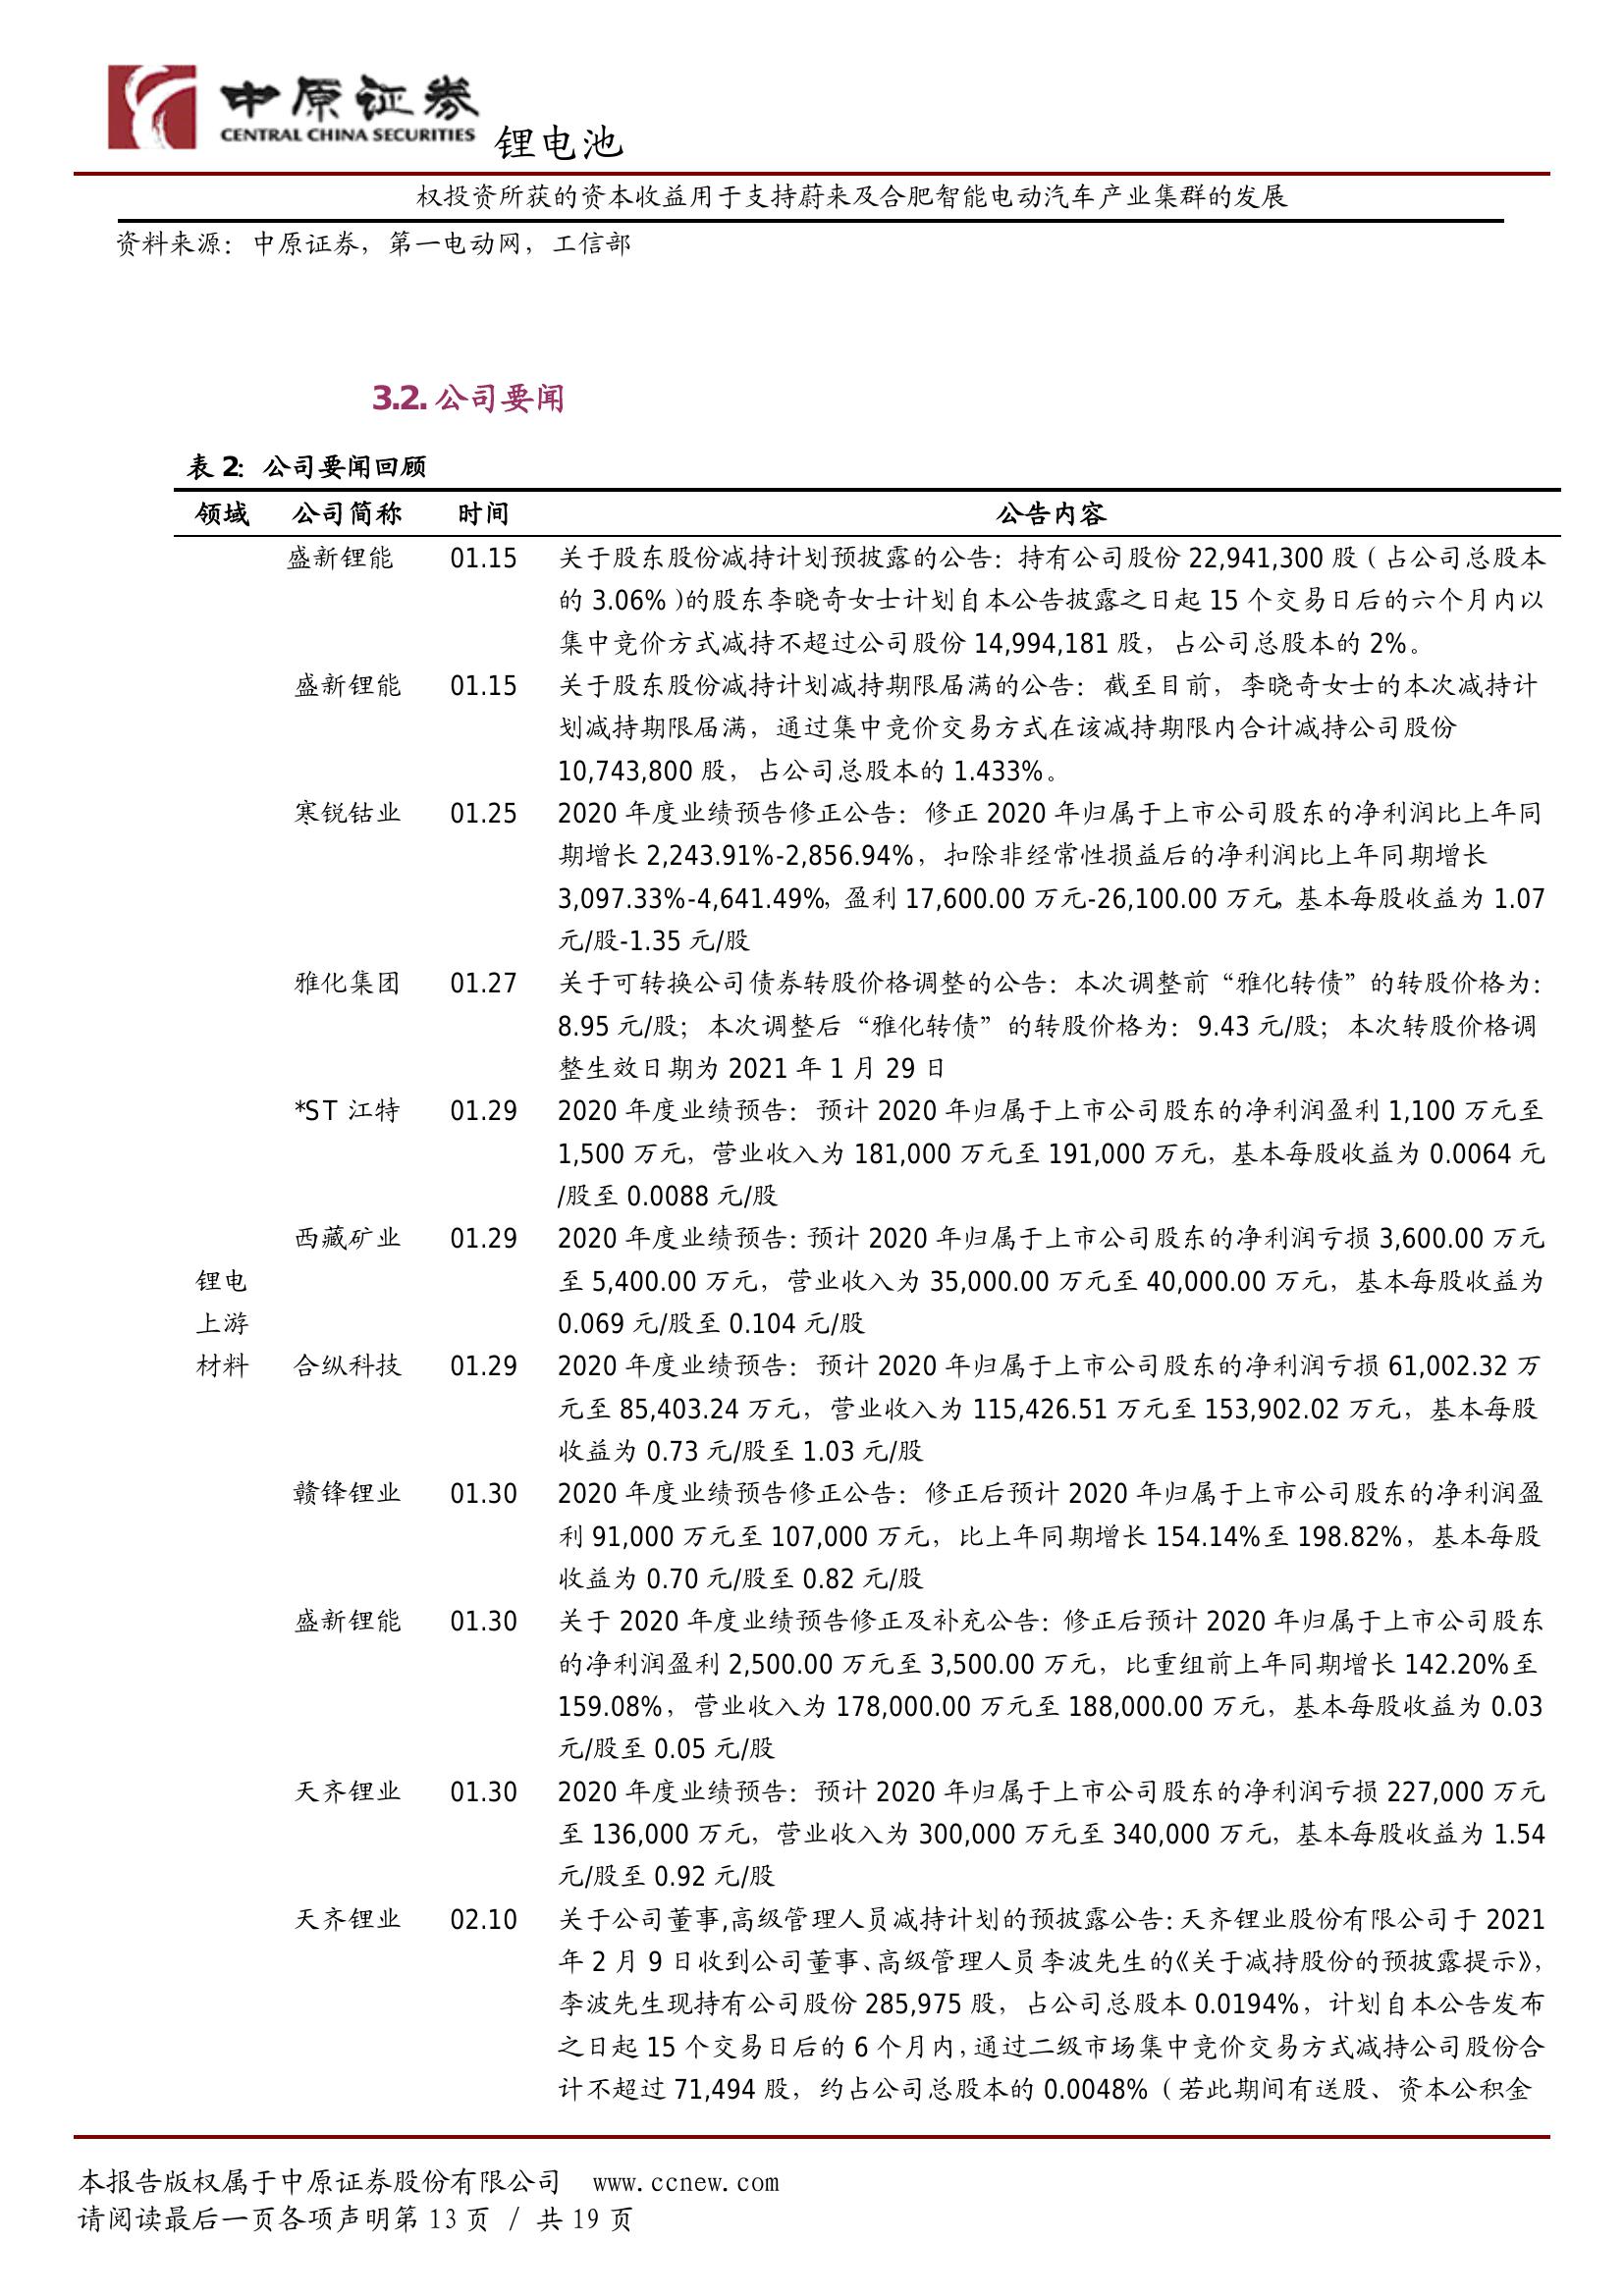 中原证券
CENTRAL CHINA SECURITIES
锂电池
权投资所获的资本收益用于支持蔚来及合肥智能电动汽车产业集群的发展
资料来源：中原证券，第一电动网，工信部
3.2. 公司要闻
表 2：公司要闻回顾
领域 公司简称 时间 公告内容
盛新锂能 01.15 关于股东股份减持计划预披露的公告：持有公司股份 22,941,300 股（占公司总股本
的 3.06%）的股东李晓奇女士计划自本公告披露之日起 15 个交易日后的六个月内以
集中竞价方式减持不超过公司股份 14,994,181 股，占公司总股本的 2%。
盛新锂能 01.15 关于股东股份减持计划减持期限届满的公告：截至目前，李晓奇女士的本次减持计
划减持期限届满，通过集中竞价交易方式在该减持期限内合计减持公司股份
10,743,800 股，占公司总股本的 1.433%。
寒锐钴业 01.25 2020 年度业绩预告修正公告：修正 2020 年归属于上市公司股东的净利润比上年同
期增长 2,243.91%-2,856.94%，扣除非经常性损益后的净利润比上年同期增长
3,097.33%-4,641.49%，盈利 17,600.00 万元-26,100.00 万元，基本每股收益为 1.07
元/股-1.35 元/股
雅化集团 01.27 关于可转换公司债券转股价格调整的公告：本次调整前“雅化转债”的转股价格为：
8.95 元/股；本次调整后“雅化转债”的转股价格为：9.43 元/股；本次转股价格调
整生效日期为 2021 年 1 月 29 日
*ST 江特 01.29 2020 年度业绩预告：预计 2020 年归属于上市公司股东的净利润盈利 1,100 万元至
1,500 万元，营业收入为 181,000 万元至 191,000 万元，基本每股收益为 0.0064 元
/股至 0.0088 元/股
西藏矿业 01.29 2020 年度业绩预告：预计 2020 年归属于上市公司股东的净利润亏损 3,600.00 万元
锂电 至 5,400.00 万元，营业收入为 35,000.00 万元至 40,000.00 万元，基本每股收益为
上游 0.069 元/股至 0.104 元/股
材料 合纵科技 01.29 2020 年度业绩预告：预计 2020 年归属于上市公司股东的净利润亏损 61,002.32 万
元至 85,403.24 万元，营业收入为 115,426.51 万元至 153,902.02 万元，基本每股
收益为 0.73 元/股至 1.03 元/股
赣锋锂业 01.30 2020 年度业绩预告修正公告：修正后预计 2020 年归属于上市公司股东的净利润盈
利 91,000 万元至 107,000 万元，比上年同期增长 154.14%至 198.82%，基本每股
收益为 0.70 元/股至 0.82 元/股
盛新锂能 01.30 关于 2020 年度业绩预告修正及补充公告：修正后预计 2020 年归属于上市公司股东
的净利润盈利 2,500.00 万元至 3,500.00 万元，比重组前上年同期增长 142.20%至
159.08%，营业收入为 178,000.00 万元至 188,000.00 万元，基本每股收益为 0.03
元/股至 0.05 元/股
天齐锂业 01.30 2020 年度业绩预告：预计 2020 年归属于上市公司股东的净利润亏损 227,000 万元
至 136,000 万元，营业收入为 300,000 万元至 340,000 万元，基本每股收益为 1.54
元/股至 0.92 元/股
天齐锂业 02.10 关于公司董事,高级管理人员减持计划的预披露公告：天齐锂业股份有限公司于 2021
年 2 月 9 日收到公司董事、高级管理人员李波先生的《关于减持股份的预披露提示》，
李波先生现持有公司股份 285,975 股，占公司总股本 0.0194%，计划自本公告发布
之日起 15 个交易日后的 6 个月内，通过二级市场集中竞价交易方式减持公司股份合
计不超过 71,494 股，约占公司总股本的 0.0048%（若此期间有送股、资本公积金
本报告版权属于中原证券股份有限公司 www.ccnew.com
请阅读最后一页各项声明第 13 页 / 共 19 页